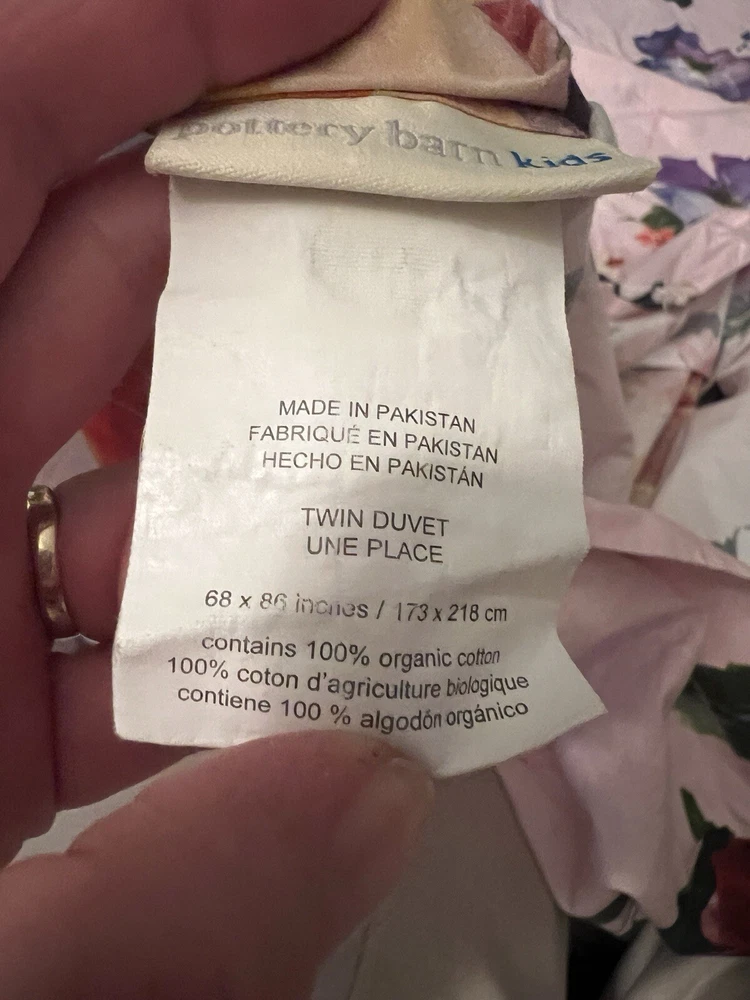 pottery barn kids
MADE IN PAKISTAN
FABRIQUÉ EN PAKISTAN
HECHO EN PAKISTÁN
TWIN DUVET
UNE PLACE
68 x 86 inches / 173 x 218 cm
contains 100% organic cotton
100% coton d'agriculture biologique
contiene 100 % algodón orgánico